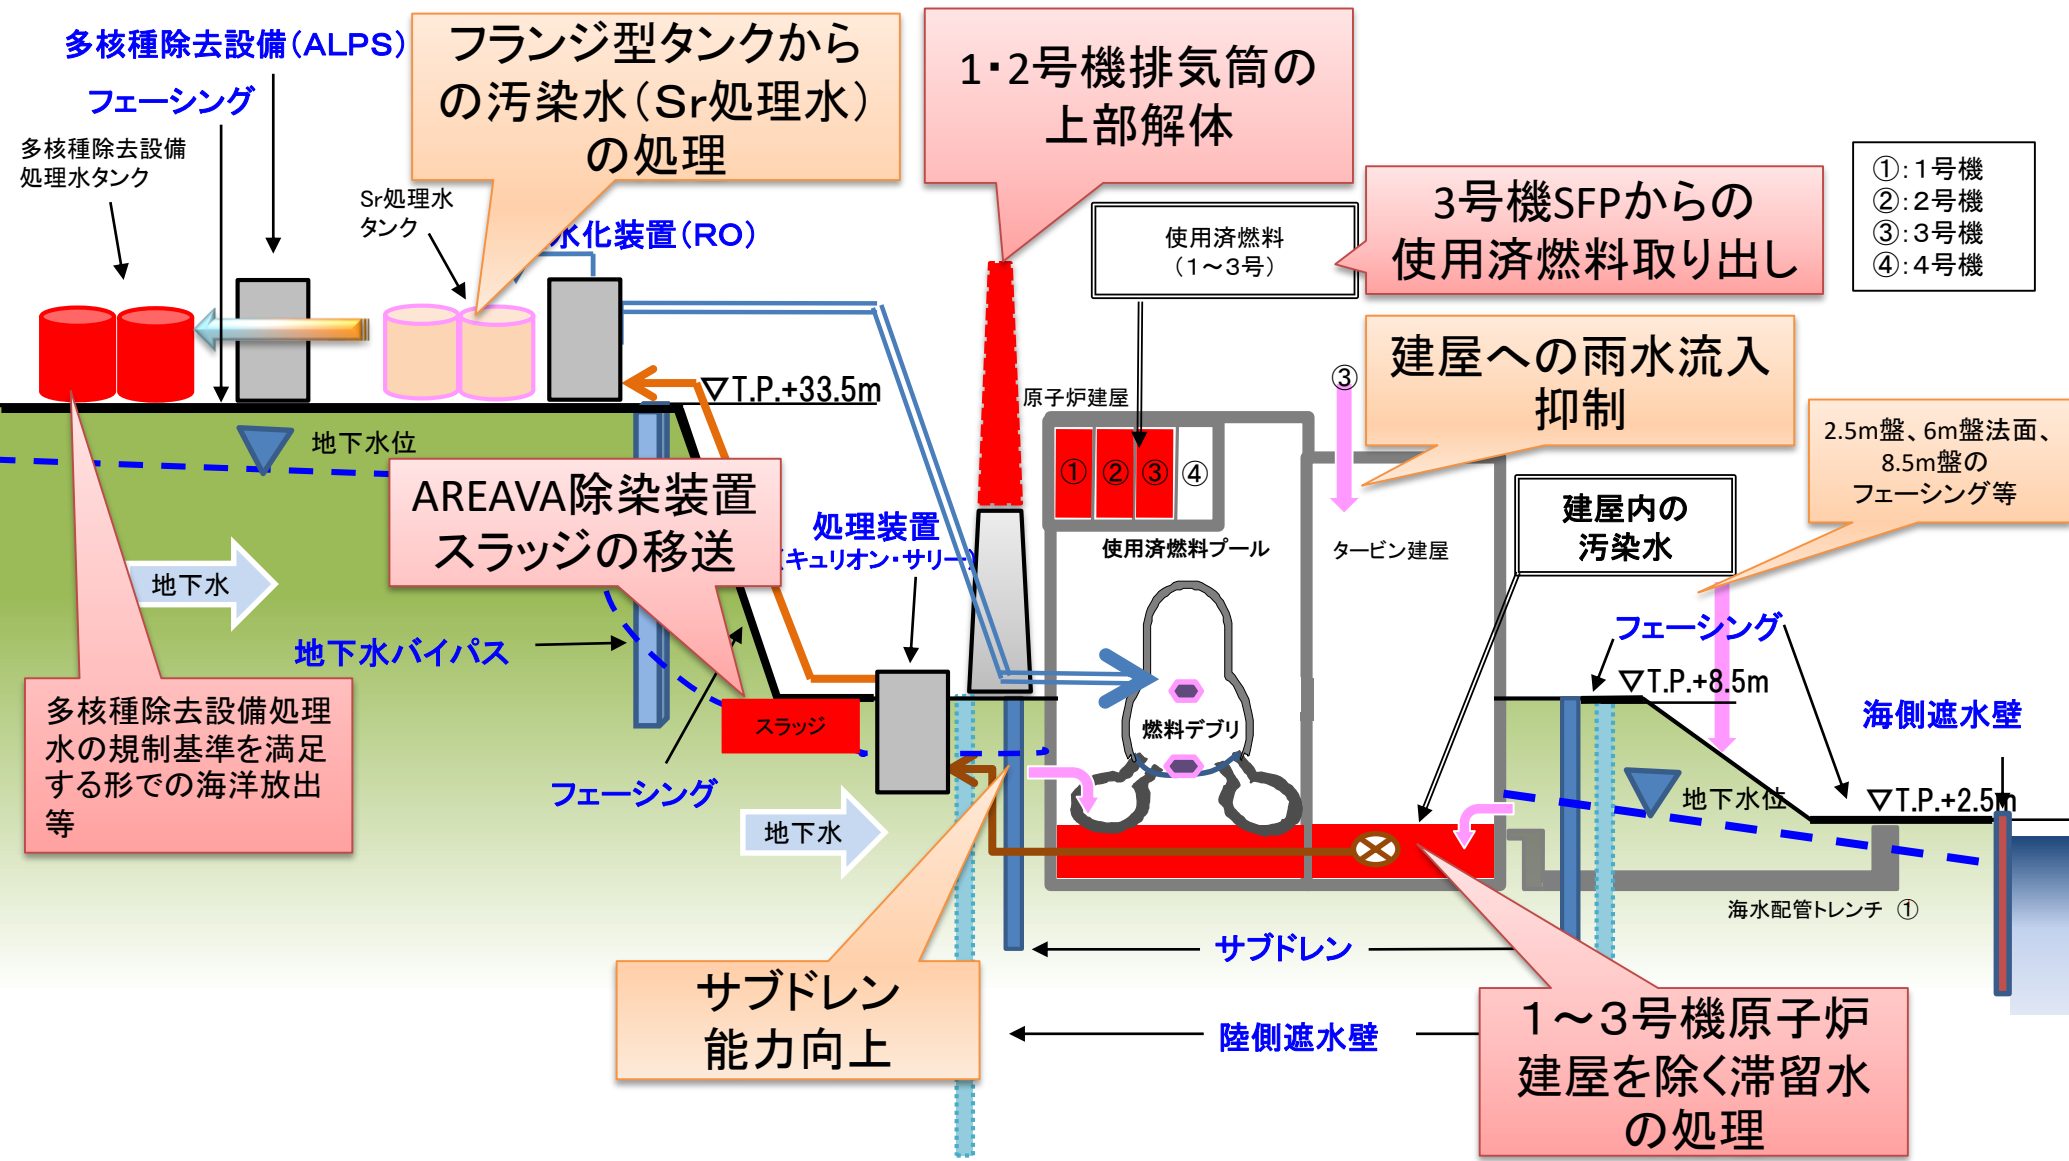 多核種除去設備（ALPS）
フェーシング
多核種除去設備
処理水タンク
フランジ型タンクから
の汚染水（Sr処理水）
の処理
Sr処理水
タンク
水化装置（RO）
1・2号機排気筒の
上部解体
使用済燃料
（1～3号）
3号機SFPからの
使用済燃料取り出し
①：1号機
②：2号機
③：3号機
④：4号機
建屋への雨水流入
抑制
③
2.5m盤、6m盤法面、
8.5m盤の
フェーシング等
▽T.P.+33.5m
原子炉建屋
① ② ③ ④
使用済燃料プール
タービン建屋
建屋内の
汚染水
地下水位
AREAVA除染装置
スラッジの移送
処理装置
（キュリオン・サリー）
地下水
地下水バイパス
フェーシング
▽T.P.+8.5m
海側遮水壁
多核種除去設備処理
水の規制基準を満足
する形での海洋放出
等
スラッジ
燃料デブリ
フェーシング
地下水
地下水位
▽T.P.+2.5m
海水配管トレンチ ①
サブドレン
サブドレン
能力向上
陸側遮水壁
1～3号機原子炉
建屋を除く滞留水
の処理